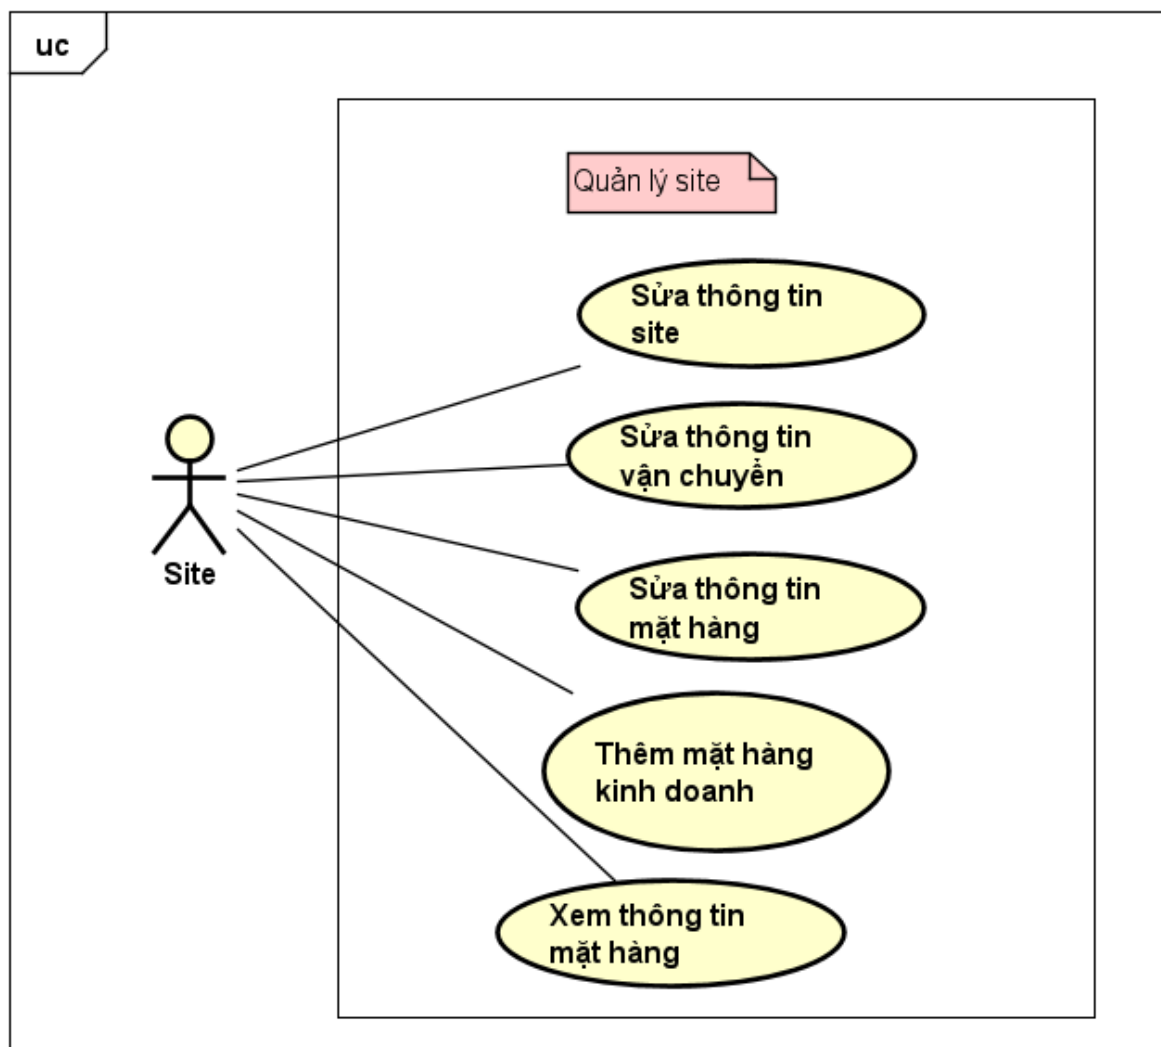 uc
Quản lý site
Sửa thông tin
site
Sửa thông tin
vận chuyển
Site
Sửa thông tin
mặt hàng
Thêm mặt hàng
kinh doanh
Xem thông tin
mặt hàng